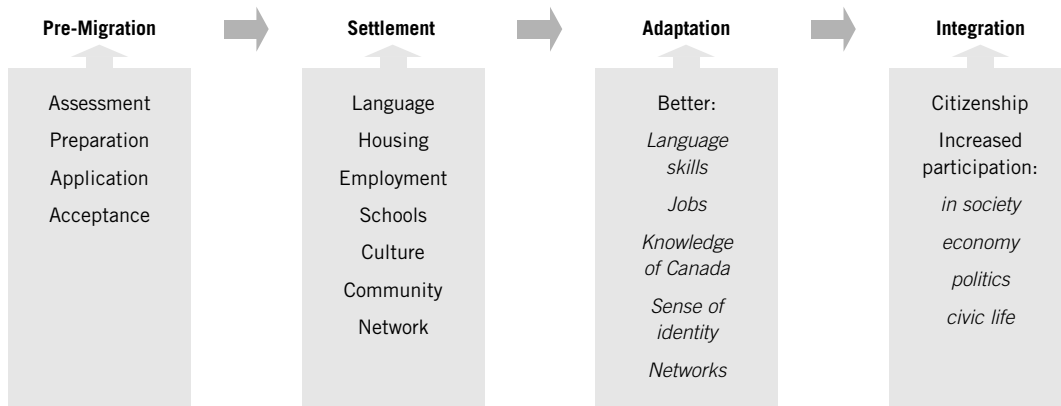 Pre-Migration
Settlement
Adaptation
Integration
Assessment
Preparation
Application
Acceptance
Language
Housing
Employment
Schools
Culture
Community
Network
Better:
Language
skills
Jobs
Knowledge
of Canada
Sense of
identity
Networks
Citizenship
Increased
participation:
in society
economy
politics
civic life